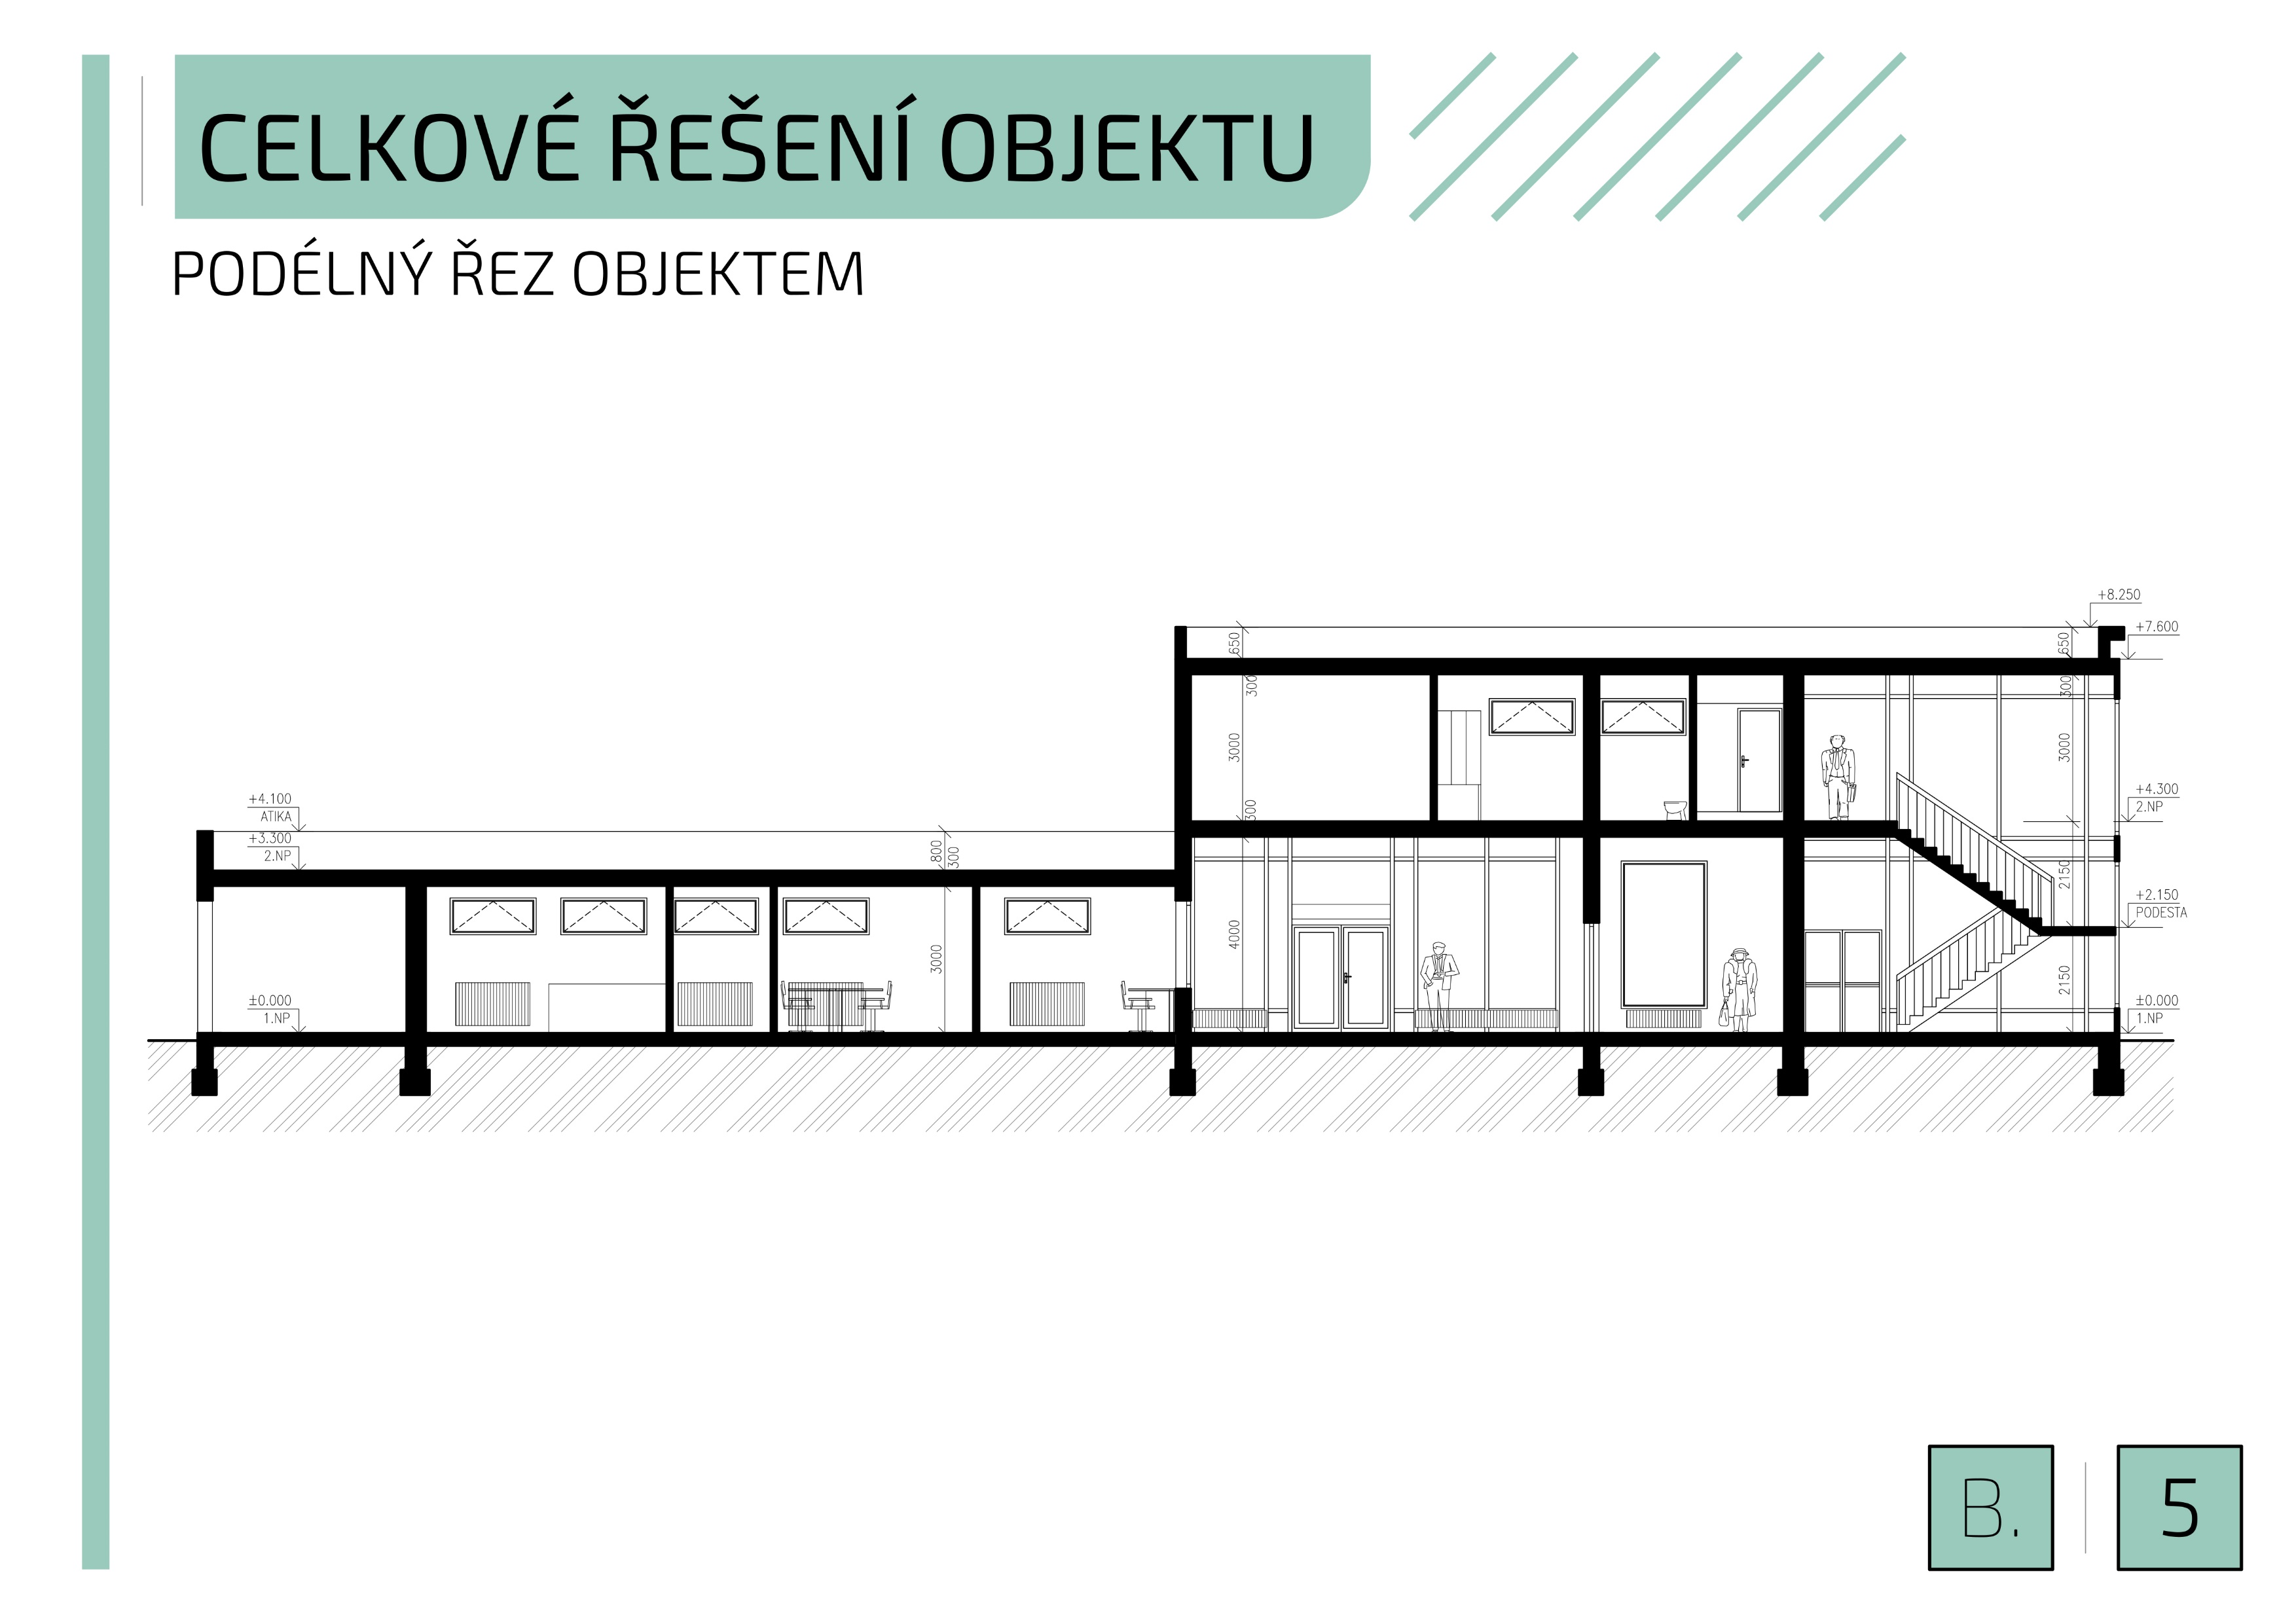 CELKOVÉ ŘEŠENÍ OBJEKTU
PODÉLNÝ ŘEZ OBJEKTEM
+8.250
+7.600
650
650
300
300
3000
3000
300
+4.300
2.NP
+4.100
ATIKA
+3.300
2.NP
800
300
2150
+2.150
PODESTA
4000
3000
2150
±0.000
1.NP
±0.000
1.NP
B.
5